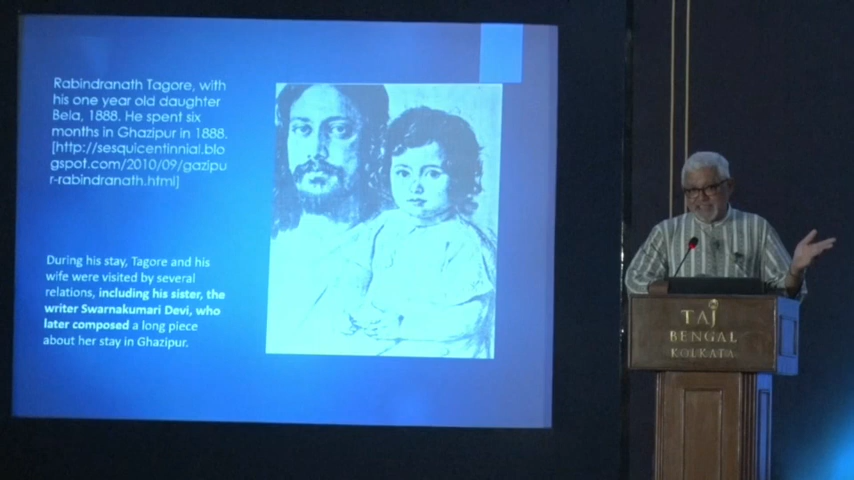 Rabindranath Tagore, with
his one year old daughter
Bela, 1888. He spent six
months in Ghazipur in 1888.
[http://sesquicentinnial.blo
gspot.com/2010/09/gazipu
r-rabindranath.html]
During his stay, Tagore and his
wife were visited by several
relations, including his sister, the
writer Swarnakumari Devi, who
later composed a long piece
about her stay in Ghazipur.
TAJ
BENGAL
KOLKATA